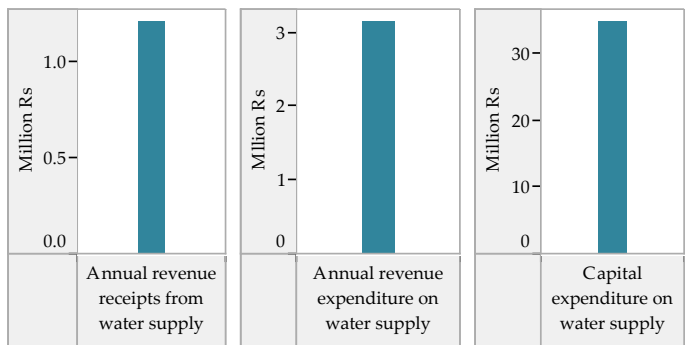 Million Rs
1.0
0.5
0.0
Annual revenue
receipts from
water supply
Mllion Rs
3
2
1
0
Annual revenue
expenditure on
water supply
Million Rs
30
20
10
0
Capital
expenditure on
water supply